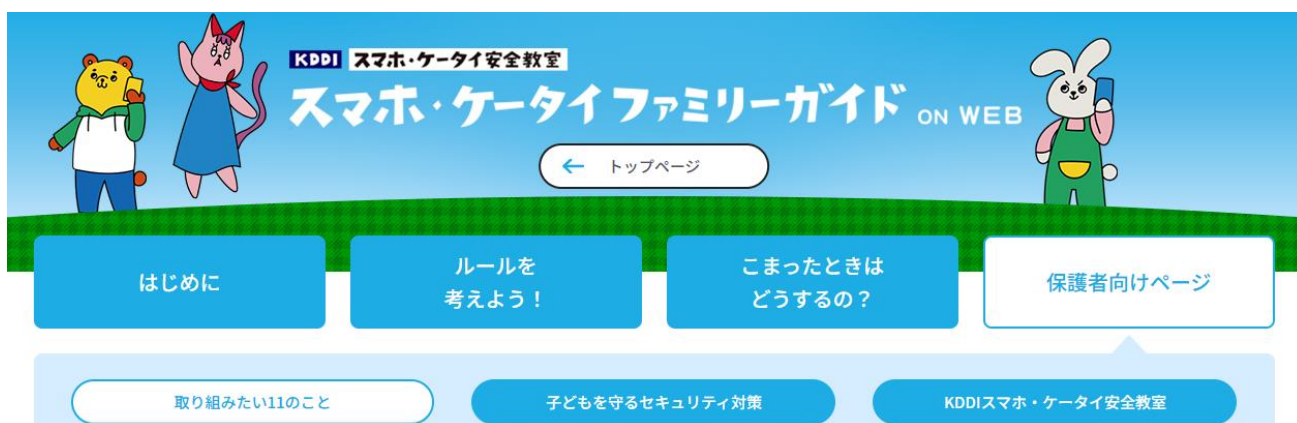 KDDI スマホ・ケータイ安全教室
スマホ・ケータイファミリーガイド ON WEB
← トップページ
はじめに
ルールを
考えよう！
こまったときは
どうするの？
保護者向けページ
取り組みたい11のこと
子どもを守るセキュリティ対策
KDDIスマホ・ケータイ安全教室